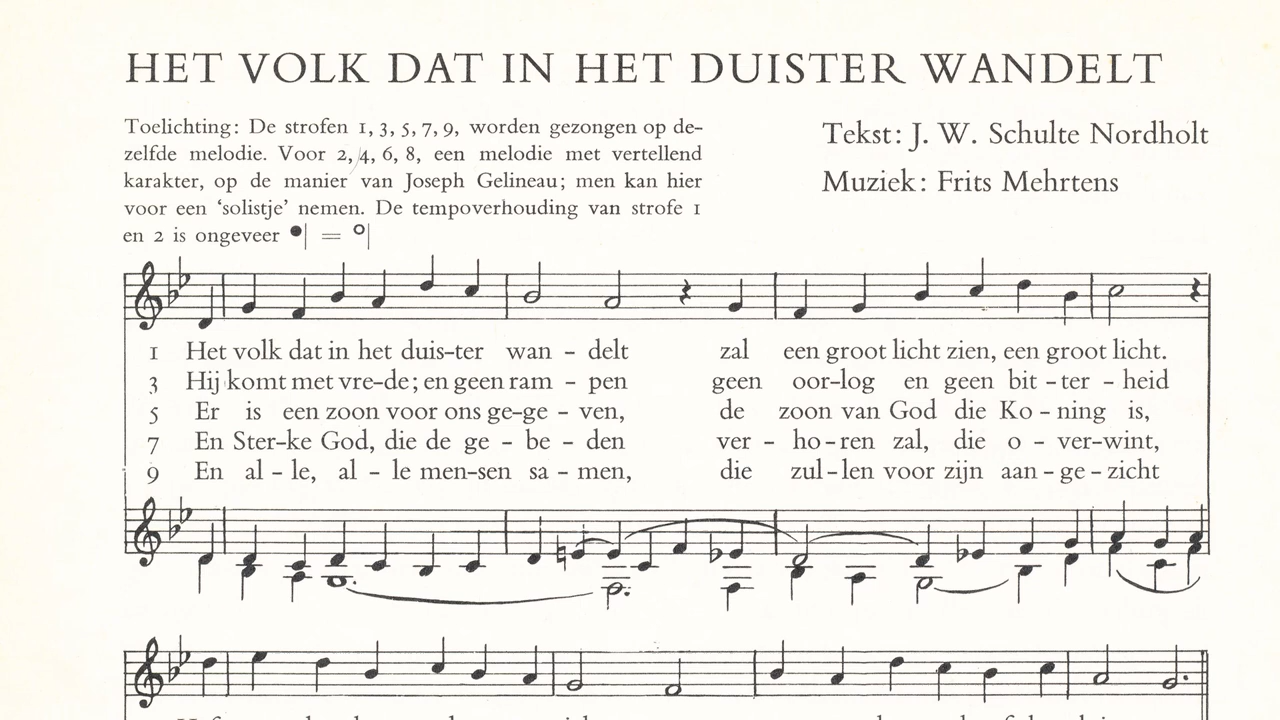 HET VOLK DAT IN HET DUISTER WANDELT
Toelichting: De strofen 1, 3, 5, 7, 9, worden gezongen op de-
zelfde melodie. Voor 2, 4, 6, 8, een melodie met vertellend
karakter, op de manier van Joseph Gelineau; men kan hier
voor een ‘solistje’ nemen. De tempoverhouding van strofe 1
en 2 is ongeveer =
Tekst: J. W. Schulte Nordholt
Muziek: Frits Mehrtens
1 Het volk dat in het duis-ter wan - delt zal een groot licht zien, een groot licht.
3 Hij komt met vre-de; en geen ram - pen geen oor-log en geen bit - ter - heid
5 Er is een zoon voor ons ge-ge - ven, de zoon van God die Ko - ning is,
7 En Ster-ke God, die de ge - be - den ver - ho-ren zal, die o - ver-wint,
9 En al - le, al - le men-sen sa - men, die zul-len voor zijn aan-ge-zicht